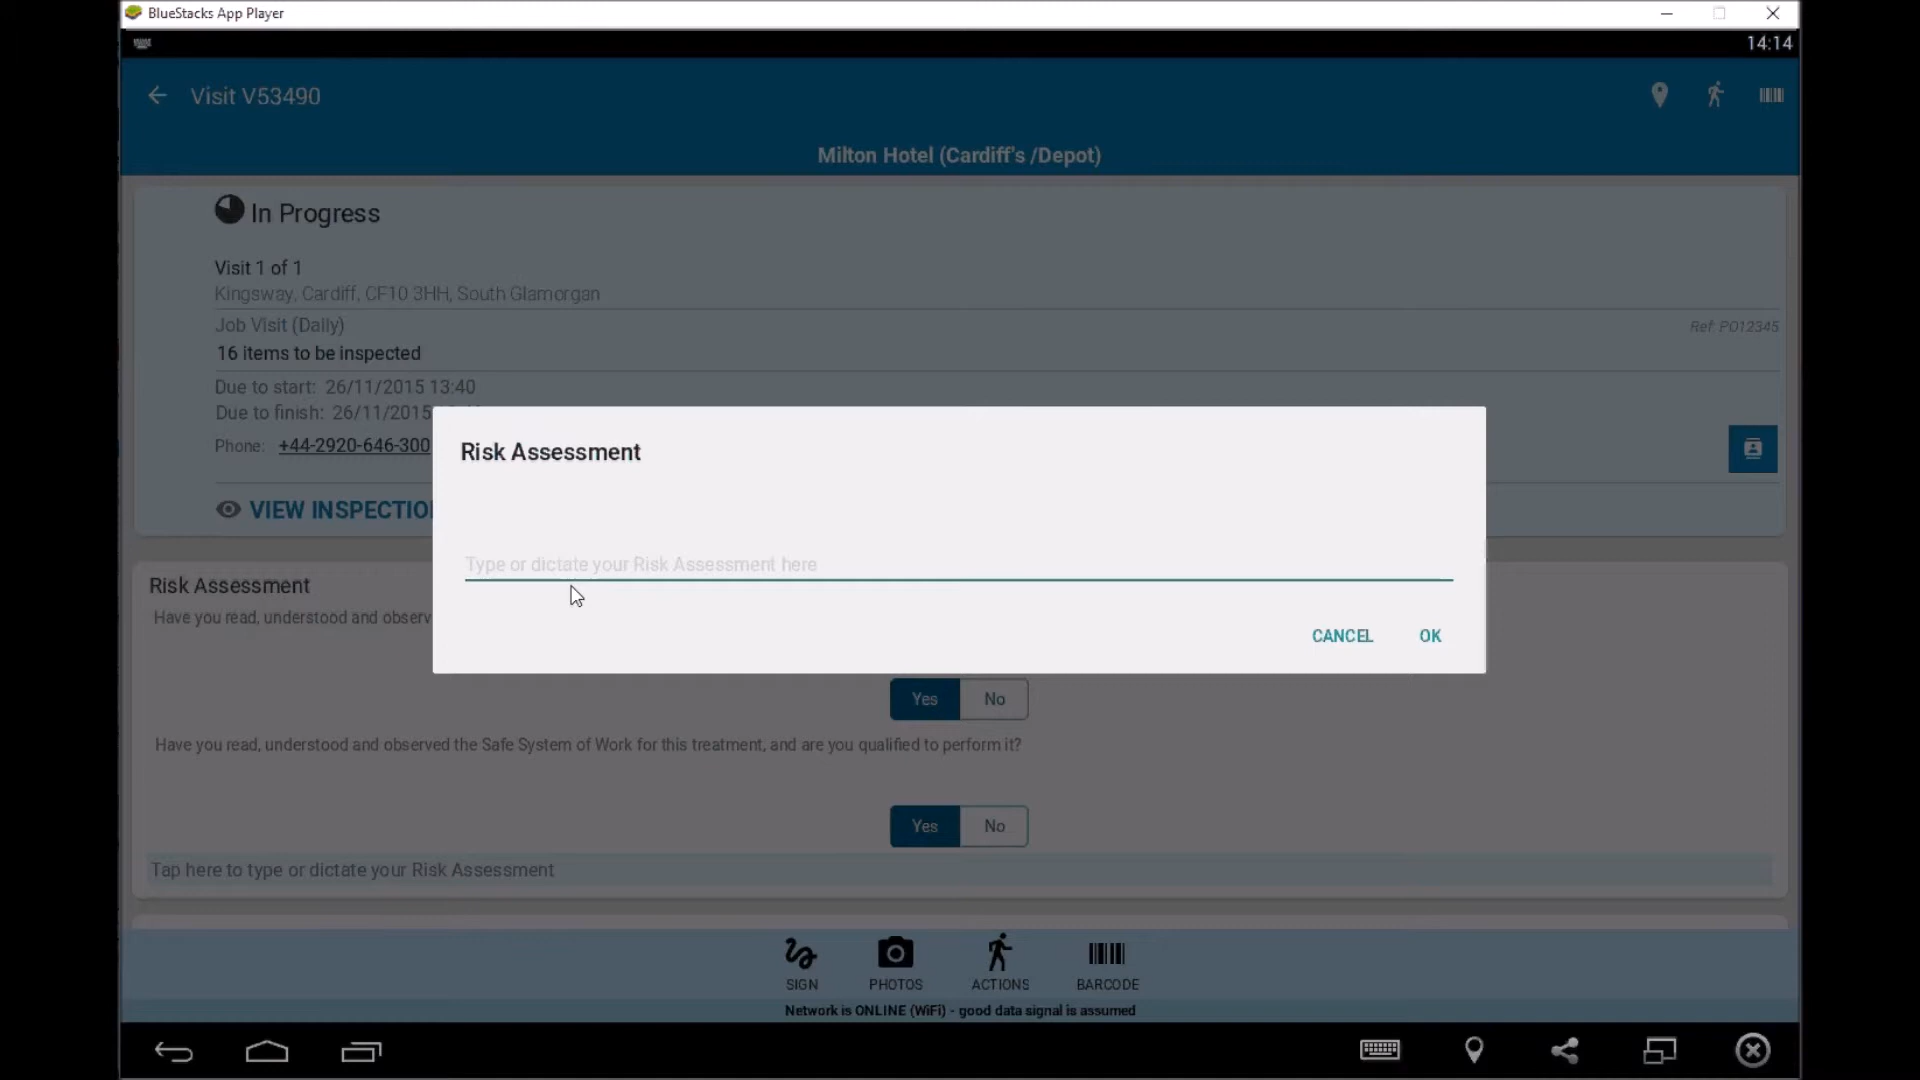 BlueStacks App Player
14:14
Visit V53490
Milton Hotel (Cardiff's /Depot)
In Progress
Visit 1 of 1
Kingsway, Cardiff, CF10 3HH, South Glamorgan
Job Visit (Daily)
Ref: PO12345
16 items to be inspected
Due to start: 26/11/2015 13:40
Due to finish: 26/11/2015
Phone: +44-2920-646-300
VIEW INSPECTIO
Risk Assessment
Type or dictate your Risk Assessment here
CANCEL OK
Risk Assessment
Have you read, understood and observ
Yes No
Have you read, understood and observed the Safe System of Work for this treatment, and are you qualified to perform it?
Yes No
Tap here to type or dictate your Risk Assessment
SIGN PHOTOS ACTIONS BARCODE
Network is ONLINE (WiFi) - good data signal is assumed